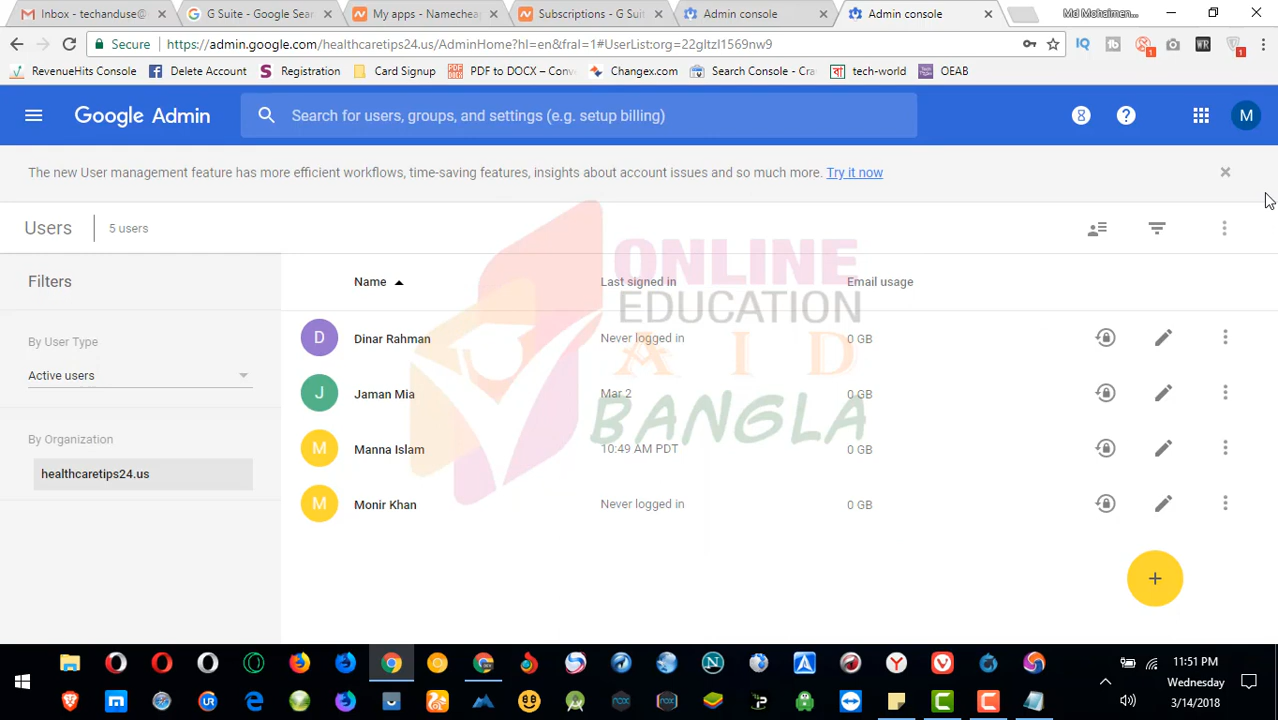 Inbox - techanduse@
G Suite - Google Sear
My apps - Namecheap
Subscriptions - G Suit
Admin console
Admin console
Md Mohaimen...
Secure
https://admin.google.com/healthcaretips24.us/AdminHome?hl=en&fral=1#UserList:org=22gltzl1569nw9
RevenueHits Console
Delete Account
Registration
Card Signup
PDF to DOCX – Conv
Changex.com
Search Console - Cra
tech-world
OEAB
Google Admin
Search for users, groups, and settings (e.g. setup billing)
M
The new User management feature has more efficient workflows, time-saving features, insights about account issues and so much more. Try it now
Users
5 users
Filters
Name
Last signed in
Email usage
By User Type
Active users
By Organization
healthcaretips24.us
D
Dinar Rahman
Never logged in
0 GB
J
Jaman Mia
Mar 2
0 GB
M
Manna Islam
10:49 AM PDT
0 GB
M
Monir Khan
Never logged in
0 GB
ONLINE
EDUCATION
AID
BANGLA
11:51 PM
Wednesday
3/14/2018